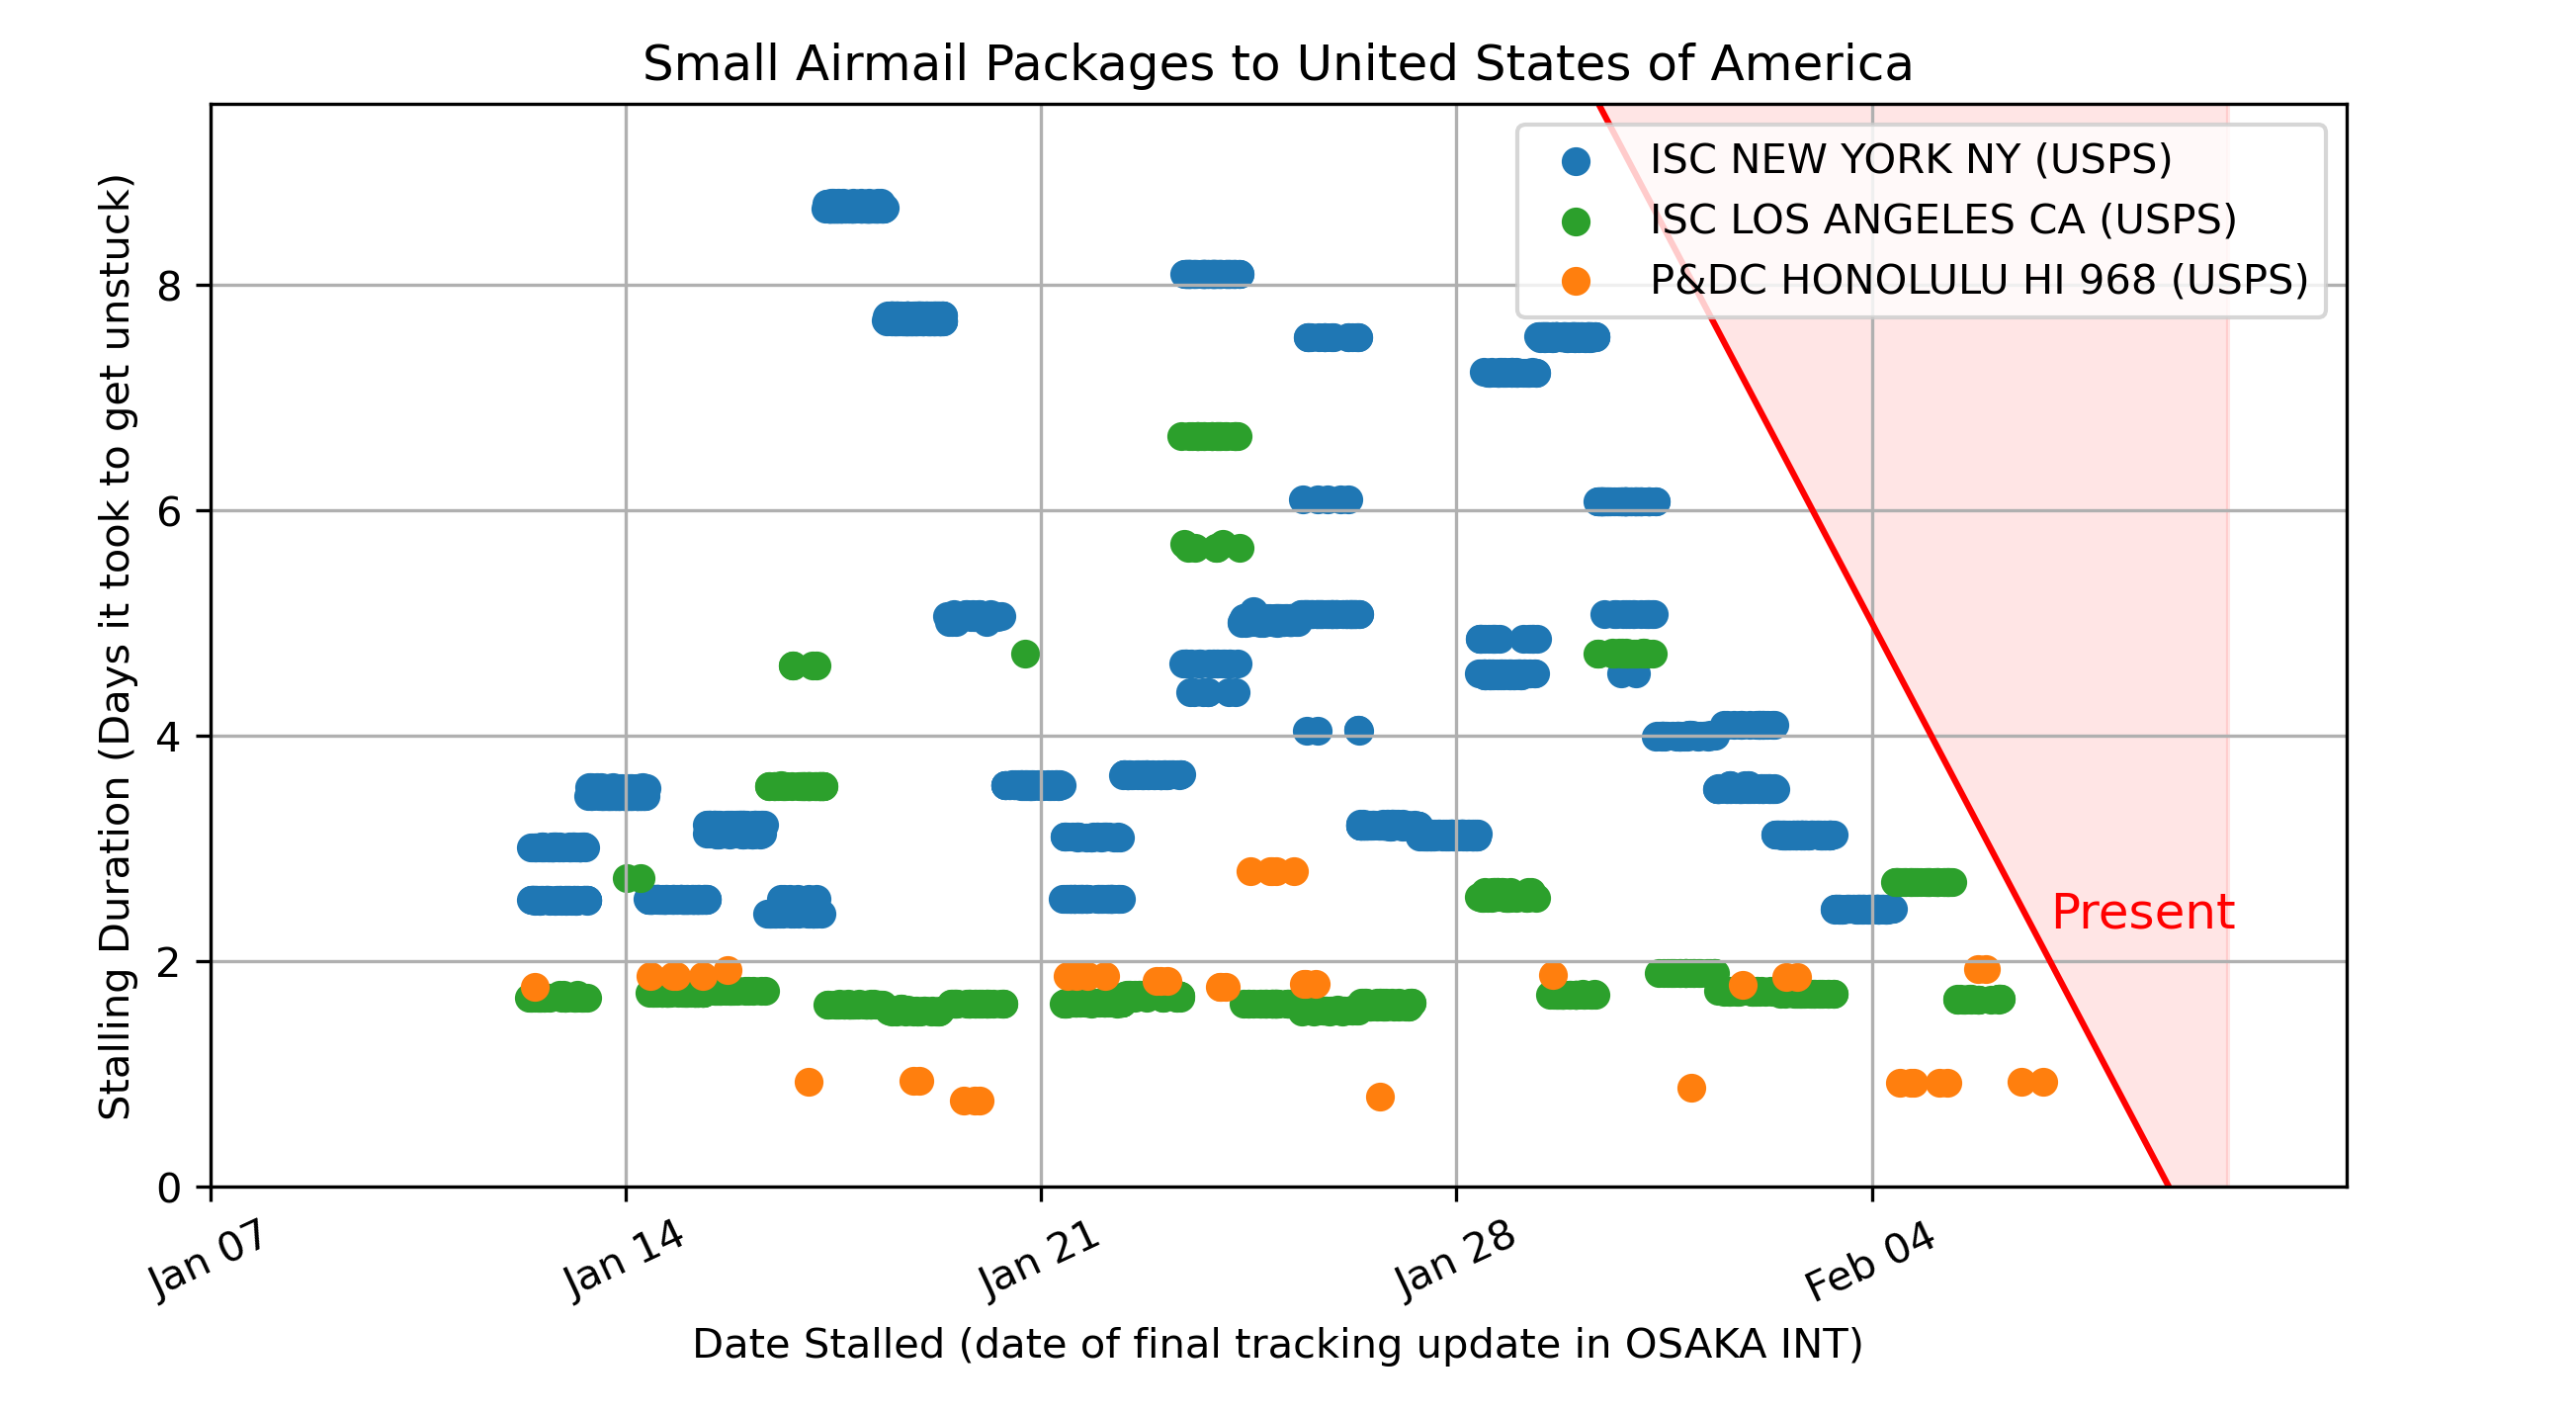 Small Airmail Packages to United States of America
ISC NEW YORK NY (USPS)
ISC LOS ANGELES CA (USPS)
P&DC HONOLULU HI 968 (USPS)
Stalling Duration (Days it took to get unstuck)
8
6
4
2
0
Present
Jan 07
Jan 14
Jan 21
Jan 28
Feb 04
Date Stalled (date of final tracking update in OSAKA INT)